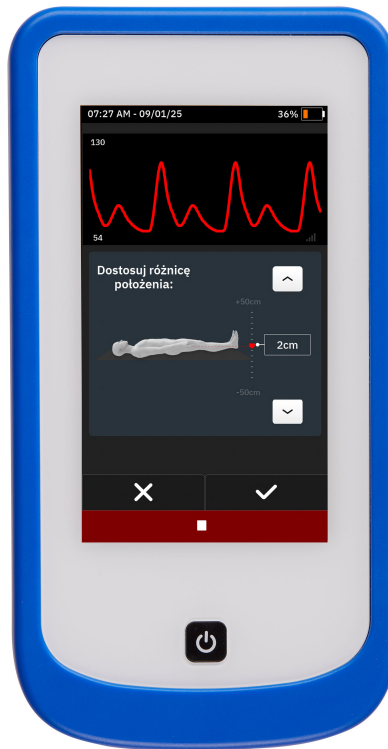 07:27 AM - 09/01/25 36%
130
54
Dostosuj różnicę
położenia:
+50cm
2cm
-50cm